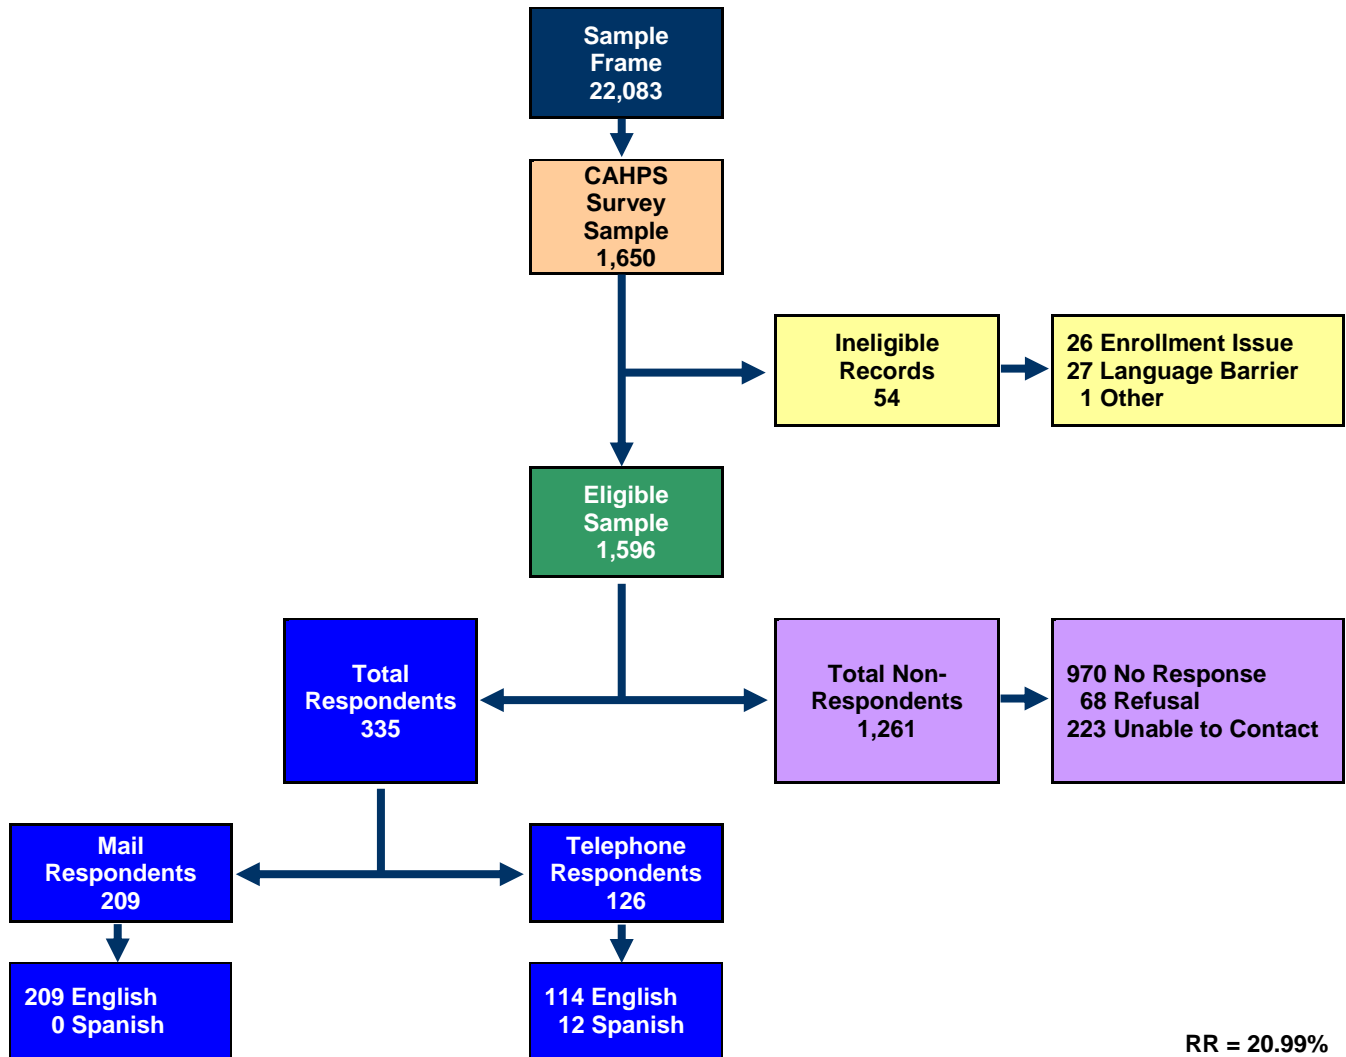 Sample
Frame
22,083
CAHPS
Survey
Sample
1,650
Ineligible
Records
54
26 Enrollment Issue
27 Language Barrier
1 Other
Eligible
Sample
1,596
Total
Respondents
335
Total Non-
Respondents
1,261
970 No Response
68 Refusal
223 Unable to Contact
Mail
Respondents
209
Telephone
Respondents
126
209 English
0 Spanish
114 English
12 Spanish
RR = 20.99%